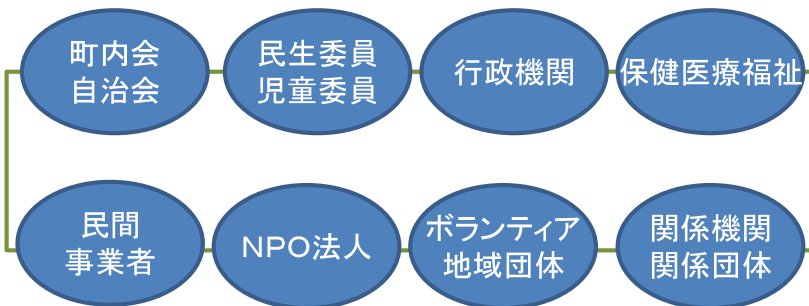 町内会
自治会
民生委員
児童委員
行政機関
保健医療福祉
民間
事業者
NPO法人
ボランティア
地域団体
関係機関
関係団体